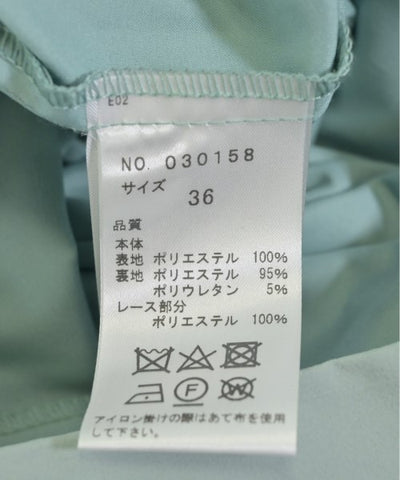 E02
NO. 030158
サイズ
36
品質
本体
表地 ポリエステル 100%
裏地 ポリエステル 95%
ポリウレタン 5%
レース部分
ポリエステル 100%
F W
アイロン掛けの際はあて布を使用
して下さい。